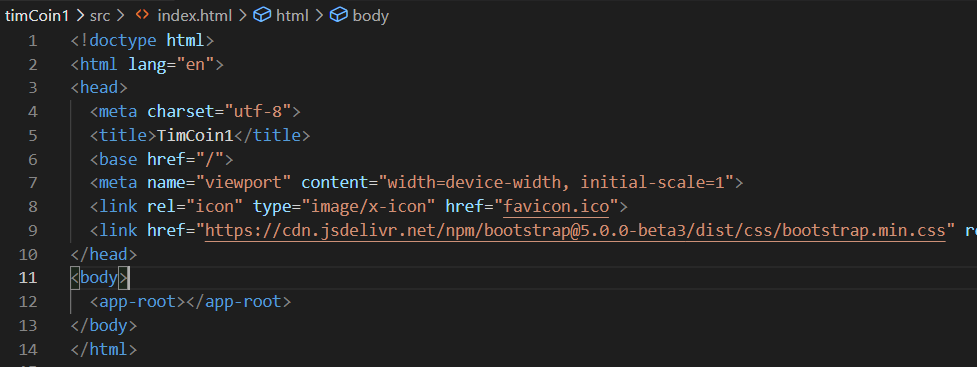 timCoin1 > src > <> index.html > html > body
1 <!doctype html>
2 <html lang="en">
3 <head>
4 <meta charset="utf-8">
5 <title>TimCoin1</title>
6 <base href="/">
7 <meta name="viewport" content="width=device-width, initial-scale=1">
8 <link rel="icon" type="image/x-icon" href="favicon.ico">
9 <link href="https://cdn.jsdelivr.net/npm/bootstrap@5.0.0-beta3/dist/css/bootstrap.min.css"
10 </head>
11 <body>
12 <app-root></app-root>
13 </body>
14 </html>